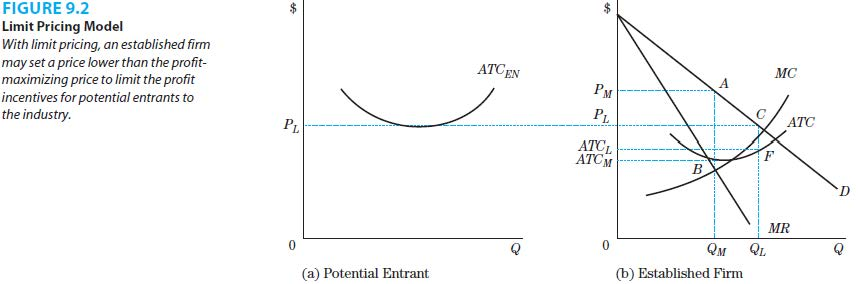 FIGURE 9.2
Limit Pricing Model
With limit pricing, an established firm
may set a price lower than the profit-
maximizing price to limit the profit
incentives for potential entrants to
the industry.
$
ATC_EN
P_L
0
Q
(a) Potential Entrant
$
P_M
P_L
ATC_L
ATC_M
A
MC
C
ATC
F
B
D
MR
0
Q_M Q_L Q
(b) Established Firm